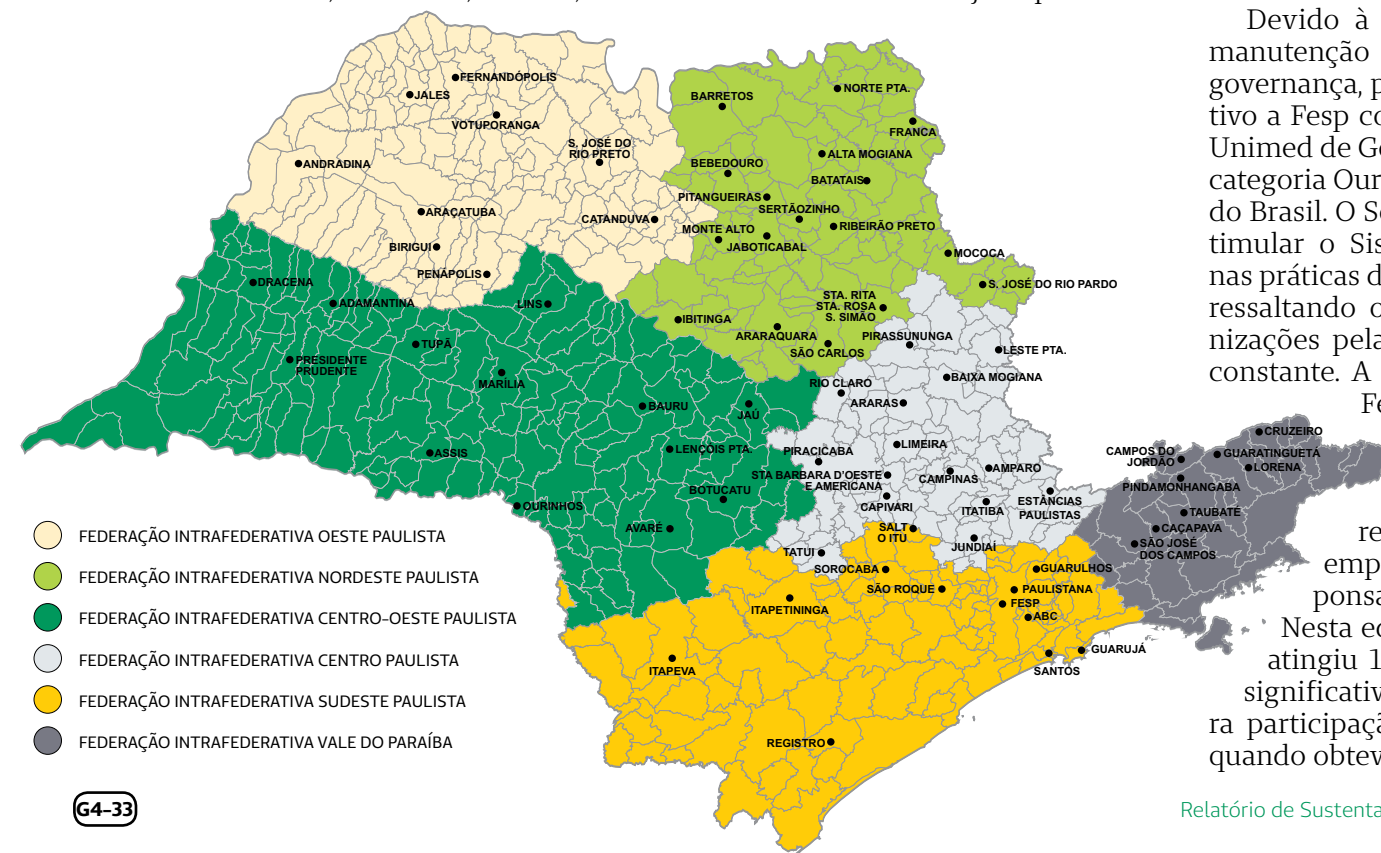 FERNANDÓPOLIS
JALES
VOTUPORANGA
S. JOSÉ DO
RIO PRETO
ANDRADINA
ARAÇATUBA
CATANDUVA
BIRIGUI
PENÁPOLIS
BARRETOS
NORTE PTA.
FRANCA
ALTA MOGIANA
BEBEDOURO
BATATAIS
PITANGUEIRAS
SERTÃOZINHO
RIBEIRÃO PRETO
MONTE ALTO
JABOTICABAL
MOCOCA
S. JOSÉ DO RIO PARDO
STA. RITA
STA. ROSA
S. SIMÃO
IBITINGA
ARARAQUARA
SÃO CARLOS
DRACENA
ADAMANTINA
LINS
TUPÃ
PRESIDENTE
PRUDENTE
MARÍLIA
BAURU
JAÚ
ASSIS
LENÇÓIS PTA.
BOTUCATU
OURINHOS
AVARÉ
PIRASSUNUNGA
LESTE PTA.
RIO CLARO
BAIXA MOGIANA
ARARAS
LIMEIRA
PIRACICABA
STA BARBARA D'OESTE
E AMERICANA
CAMPINAS
AMPARO
CAPIVARI
ITATIBA
ESTÂNCIAS
PAULISTAS
JUNDIAÍ
TATUI
SALT
O ITU
SOROCABA
SÃO ROQUE
GUARULHOS
PAULISTANA
FESP
ABC
ITAPETININGA
GUARUJÁ
SANTOS
ITAPEVA
REGISTRO
CRUZEIRO
CAMPOS DO
JORDÃO
GUARATINGUETÁ
LORENA
PINDAMONHANGABA
TAUBATÉ
CAÇAPAVA
SÃO JOSÉ
DOS CAMPOS
FEDERAÇÃO INTRAFEDERATIVA OESTE PAULISTA
FEDERAÇÃO INTRAFEDERATIVA NORDESTE PAULISTA
FEDERAÇÃO INTRAFEDERATIVA CENTRO-OESTE PAULISTA
FEDERAÇÃO INTRAFEDERATIVA CENTRO PAULISTA
FEDERAÇÃO INTRAFEDERATIVA SUDESTE PAULISTA
FEDERAÇÃO INTRAFEDERATIVA VALE DO PARAÍBA
G4-33
Devido à
manutenção
governança, p
tivo a Fesp co
Unimed de Go
categoria Our
do Brasil. O Se
timular o Sis
nas práticas d
ressaltando o
nizações pela
constante. A
Fe
re
emp
ponsa
Nesta ec
atingiu 1
significativ
ra participaçã
quando obtev
Relatório de Sustenta